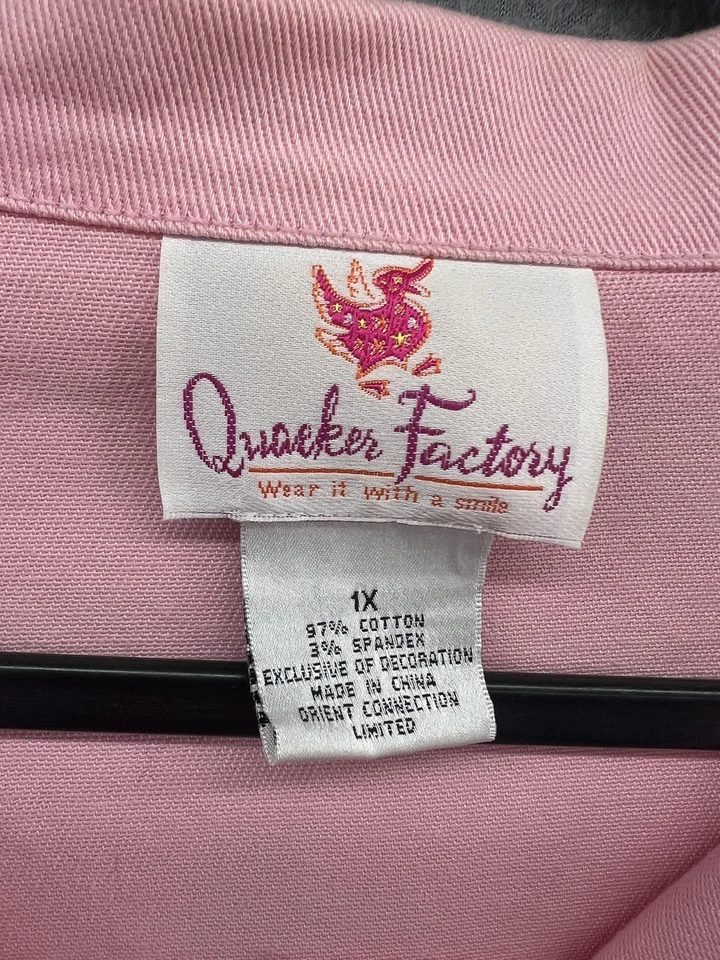 Quacker Factory
Wear it with a smile
1X
97% COTTON
3% SPANDEX
EXCLUSIVE OF DECORATION
MADE IN CHINA
ORIENT CONNECTION
LIMITED